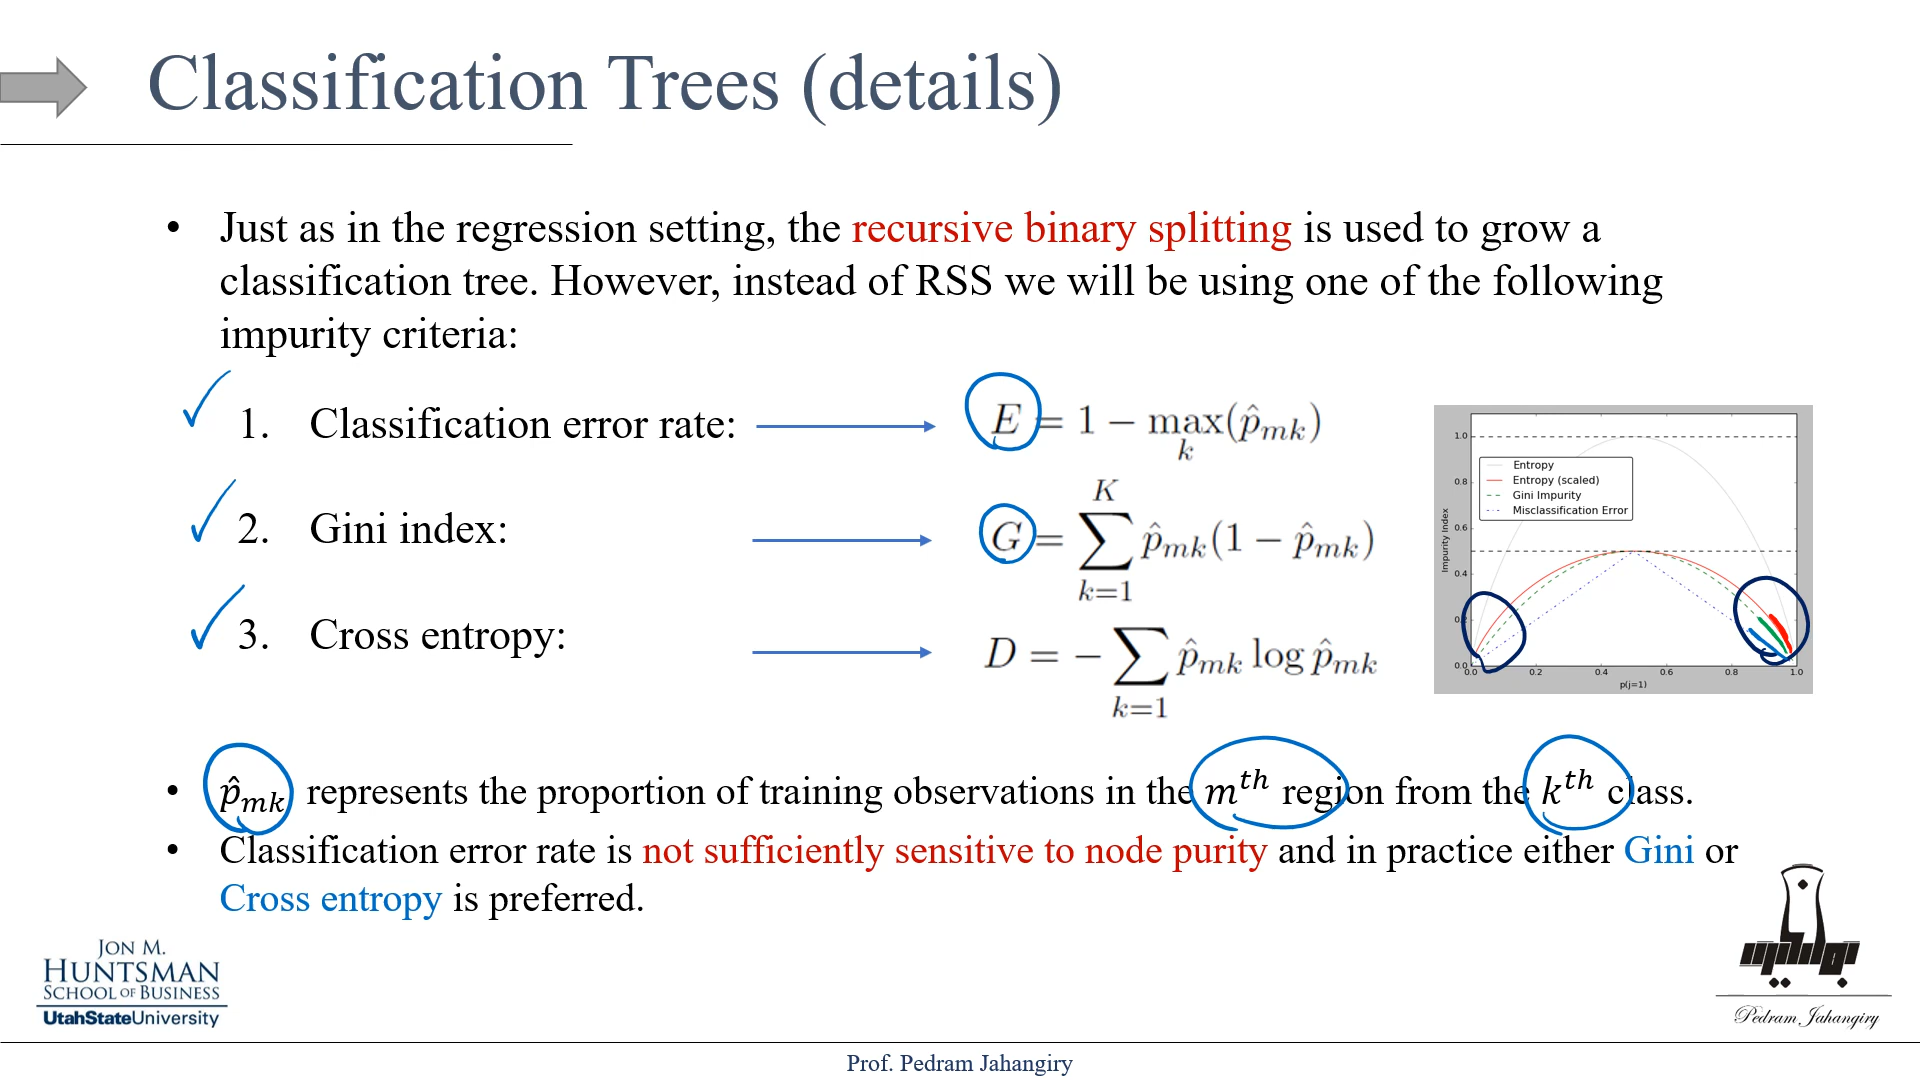 Classification Trees (details)
• Just as in the regression setting, the recursive binary splitting is used to grow a
classification tree. However, instead of RSS we will be using one of the following
impurity criteria:
1. Classification error rate:
E = 1 − max(p̂mk)
k
2. Gini index:
G = ∑ p̂mk(1 − p̂mk)
K
k=1
3. Cross entropy:
D = − ∑ p̂mk log p̂mk
k=1
Entropy
Entropy (scaled)
Gini Impurity
Misclassification Error
Impurity Index
1.0
0.8
0.6
0.4
0.0
0.0 0.2 0.4 0.6 0.8 1.0
p(j=1)
• p̂mk represents the proportion of training observations in the mth region from the kth class.
• Classification error rate is not sufficiently sensitive to node purity and in practice either Gini or
Cross entropy is preferred.
JON M.
HUNTSMAN
SCHOOL OF BUSINESS
UtahStateUniversity
Pedram Jahangiry
Prof. Pedram Jahangiry